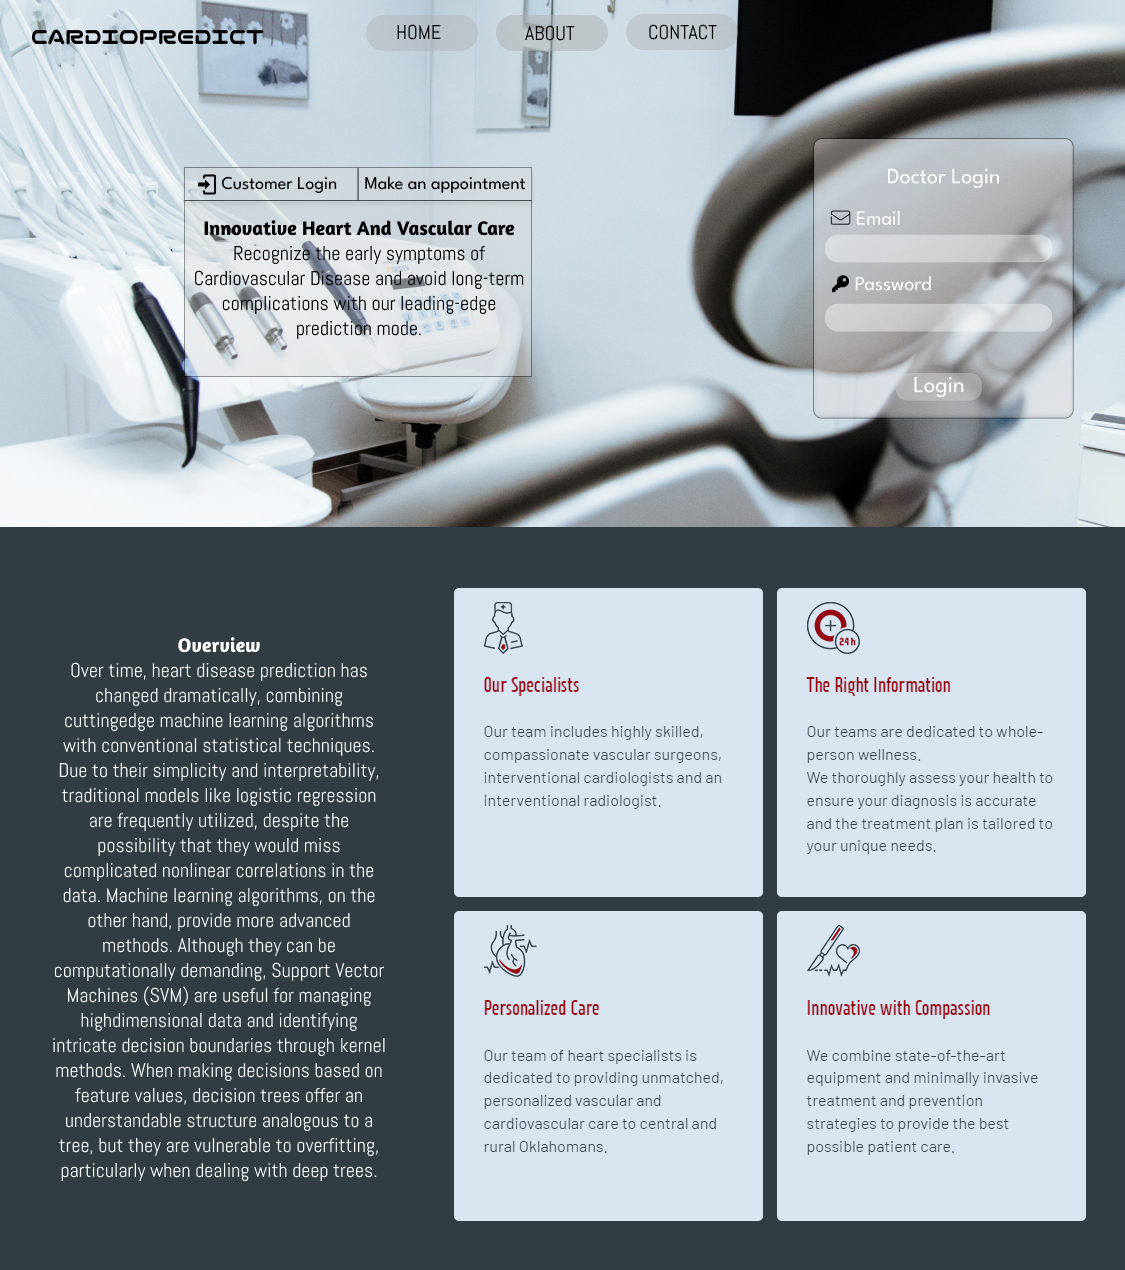 CARDIOPREDICT
HOME
ABOUT
CONTACT
Customer Login
Make an appointment
Innovative Heart And Vascular Care
Recognize the early symptoms of
Cardiovascular Disease and avoid long-term
complications with our leading-edge
prediction mode.
Doctor Login
Email
Password
Login
Overview
Over time, heart disease prediction has
changed dramatically, combining
cuttingedge machine learning algorithms
with conventional statistical techniques.
Due to their simplicity and interpretability,
traditional models like logistic regression
are frequently utilized, despite the
possibility that they would miss
complicated nonlinear correlations in the
data. Machine learning algorithms, on the
other hand, provide more advanced
methods. Although they can be
computationally demanding, Support Vector
Machines (SVM) are useful for managing
highdimensional data and identifying
intricate decision boundaries through kernel
methods. When making decisions based on
feature values, decision trees offer an
understandable structure analogous to a
tree, but they are vulnerable to overfitting,
particularly when dealing with deep trees.
Our Specialists
Our team includes highly skilled,
compassionate vascular surgeons,
interventional cardiologists and an
interventional radiologist.
24h
The Right Information
Our teams are dedicated to whole-
person wellness.
We thoroughly assess your health to
ensure your diagnosis is accurate
and the treatment plan is tailored to
your unique needs.
Personalized Care
Our team of heart specialists is
dedicated to providing unmatched,
personalized vascular and
cardiovascular care to central and
rural Oklahomans.
Innovative with Compassion
We combine state-of-the-art
equipment and minimally invasive
treatment and prevention
strategies to provide the best
possible patient care.